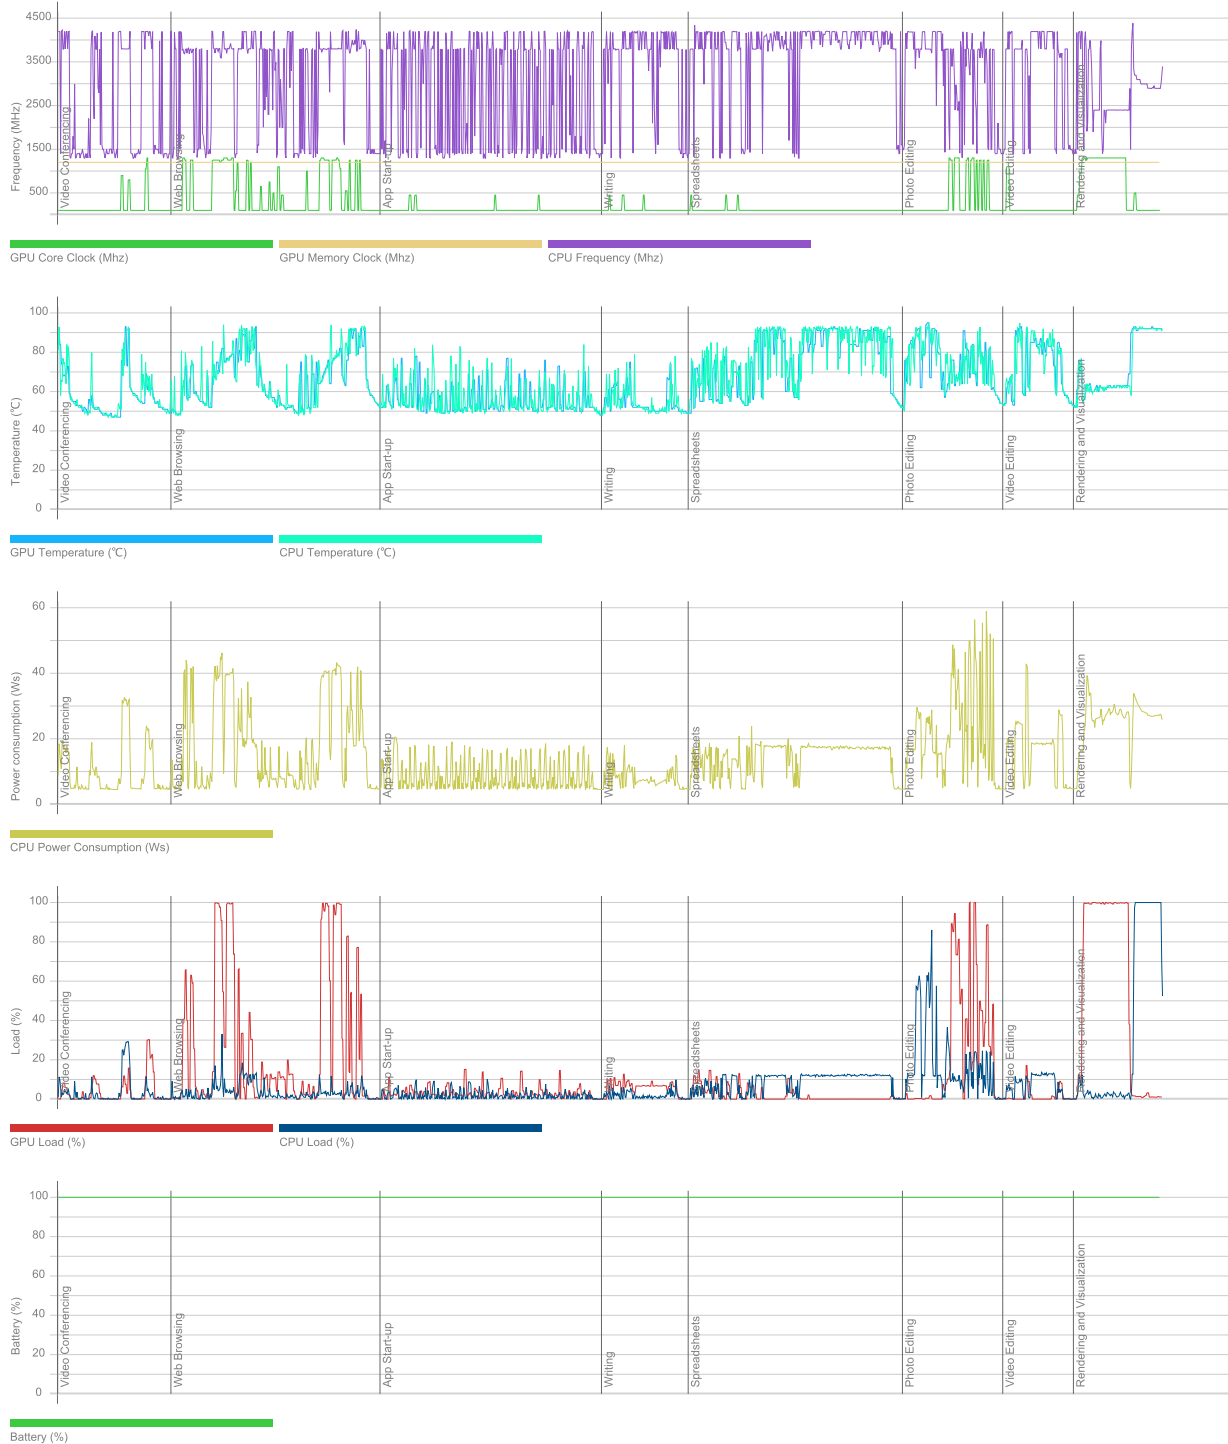 Frequency (MHz)
4500
3500
2500
1500
500
Video Conferencing
Web Browsing
App Start-up
Writing
Spreadsheets
Photo Editing
Video Editing
Rendering and Visualization
GPU Core Clock (Mhz)
GPU Memory Clock (Mhz)
CPU Frequency (Mhz)
Temperature (℃)
100
80
60
40
20
0
Video Conferencing
Web Browsing
App Start-up
Writing
Spreadsheets
Photo Editing
Video Editing
Rendering and Visualization
GPU Temperature (℃)
CPU Temperature (℃)
Power consumption (Ws)
60
40
20
0
Video Conferencing
Web Browsing
App Start-up
Writing
Spreadsheets
Photo Editing
Video Editing
Rendering and Visualization
CPU Power Consumption (Ws)
Load (%)
100
80
60
40
20
0
Video Conferencing
Web Browsing
App Start-up
Writing
Spreadsheets
Photo Editing
Video Editing
Rendering and Visualization
GPU Load (%)
CPU Load (%)
Battery (%)
100
80
60
40
20
0
Video Conferencing
Web Browsing
App Start-up
Writing
Spreadsheets
Photo Editing
Video Editing
Rendering and Visualization
Battery (%)